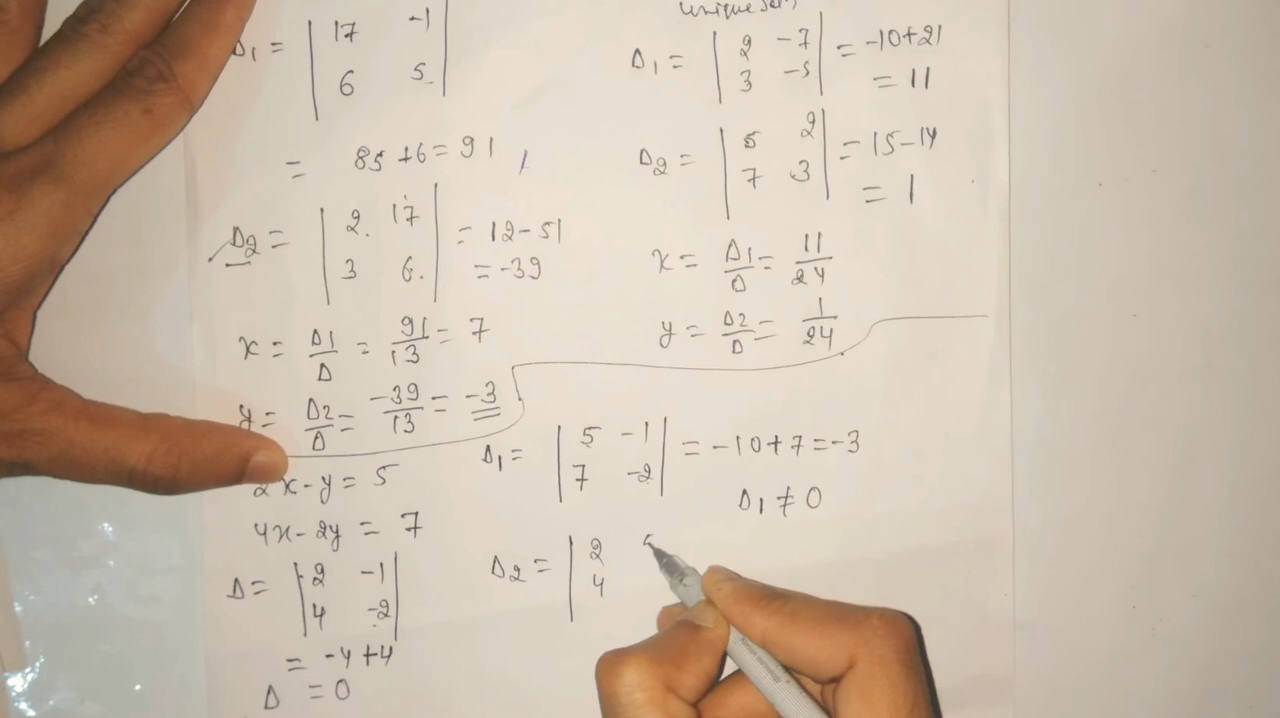 Δ₁ = | 17 -1 |
| 6 5 |
= 85 + 6 = 91
Δ2 = | 2 17 | = 12 - 51
| 3 6 | = -39
x = Δ1/Δ = 91/13 = 7
y = Δ2/Δ = -39/13 = -3
Δ₁ = | 2 -7 | = -10 + 21
| 3 -5 | = 11
Δ2 = | 5 2 | = 15 - 14
| 7 3 | = 1
x = Δ1/Δ = 11/24
y = Δ2/Δ = 1/24
2x - y = 5
4x - 2y = 7
Δ = | 2 -1 |
| 4 -2 |
= -4 + 4
Δ = 0
Δ₁ = | 5 -1 | = -10 + 7 = -3
| 7 -2 |
Δ₁ ≠ 0
Δ2 = | 2
| 4